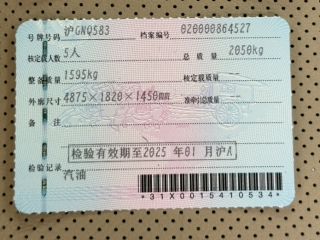 号牌号码 沪GNQ583 档案编号 020000864527
核定载人数 5人 总质量 2050kg
整备质量 1595kg 核定载质量
外廓尺寸 4875×1820×1450mm 准牵引总质量
备注
检验有效期至2025年01月沪A
检验记录
汽油
*31X0015410534*